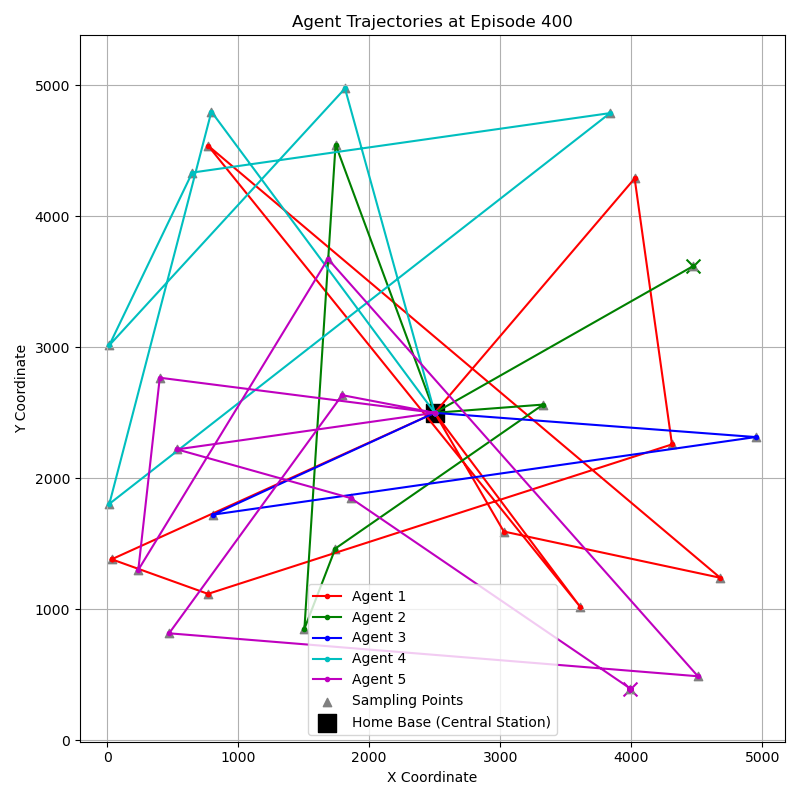 Agent Trajectories at Episode 400
Y Coordinate
5000
4000
3000
2000
1000
0
Agent 1
Agent 2
Agent 3
Agent 4
Agent 5
Sampling Points
Home Base (Central Station)
0 1000 2000 3000 4000 5000
X Coordinate